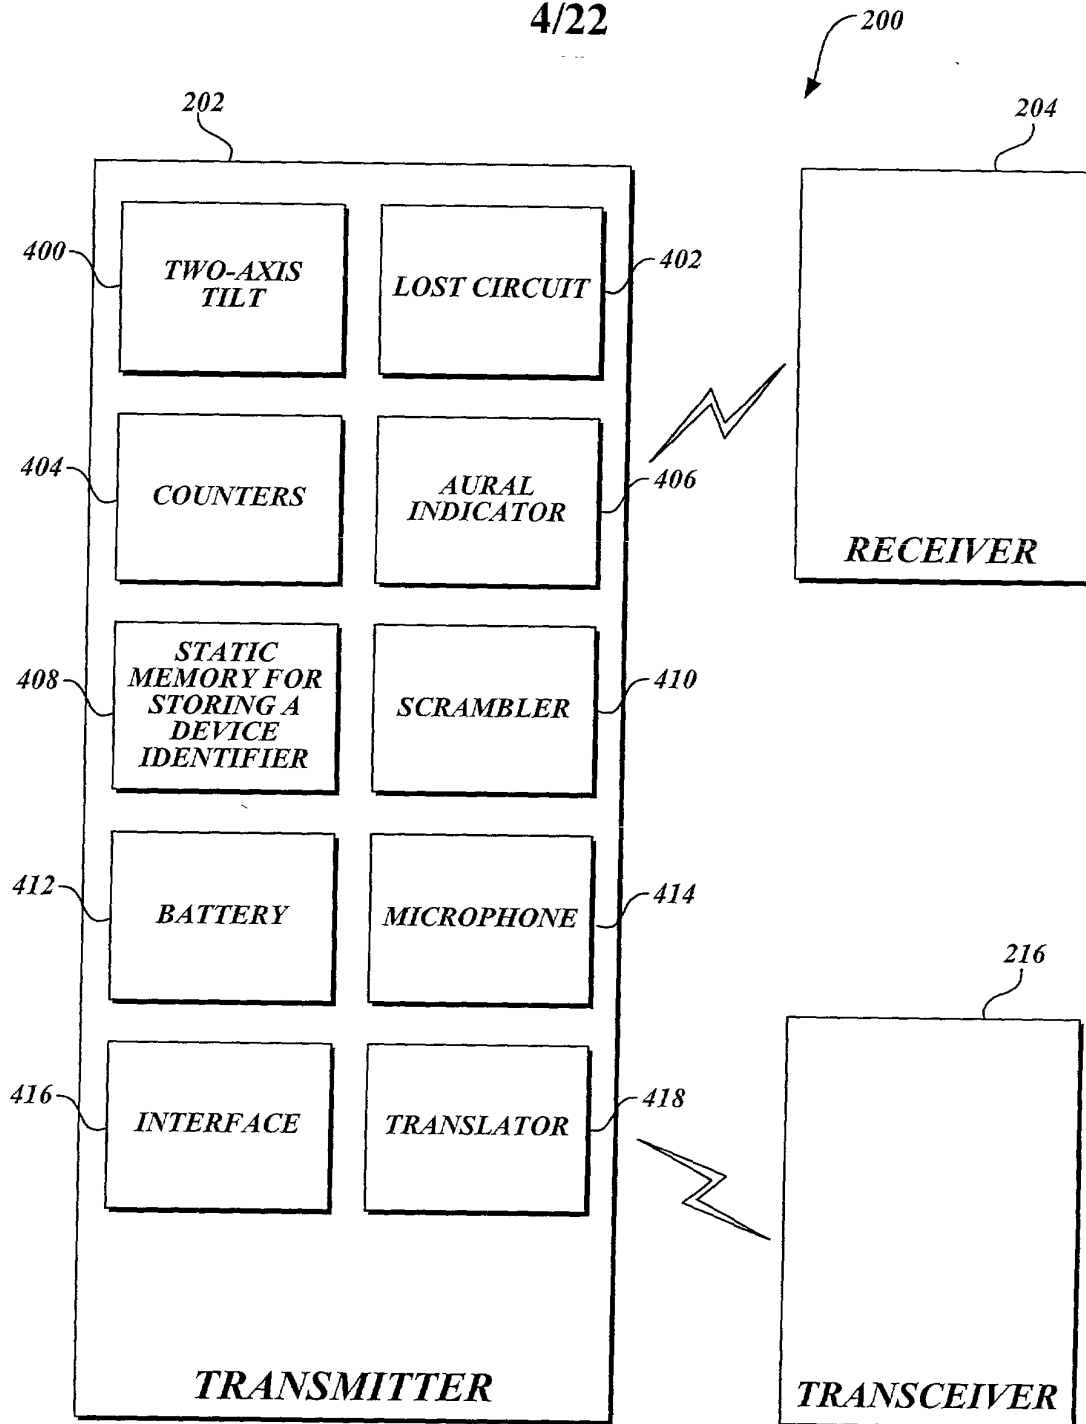 4/22
200
202
204
400
TWO-AXIS
TILT
LOST CIRCUIT
402
404
COUNTERS
AURAL
INDICATOR
406
RECEIVER
408
STATIC
MEMORY FOR
STORING A
DEVICE
IDENTIFIER
SCRAMBLER
410
412
BATTERY
MICROPHONE
414
216
416
INTERFACE
TRANSLATOR
418
TRANSMITTER
TRANSCEIVER